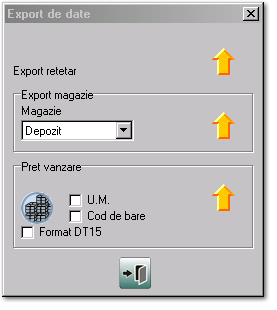 Export de date
Export retetar
Export magazie
Magazie
Depozit
Pret vanzare
U.M.
Cod de bare
Format DT15